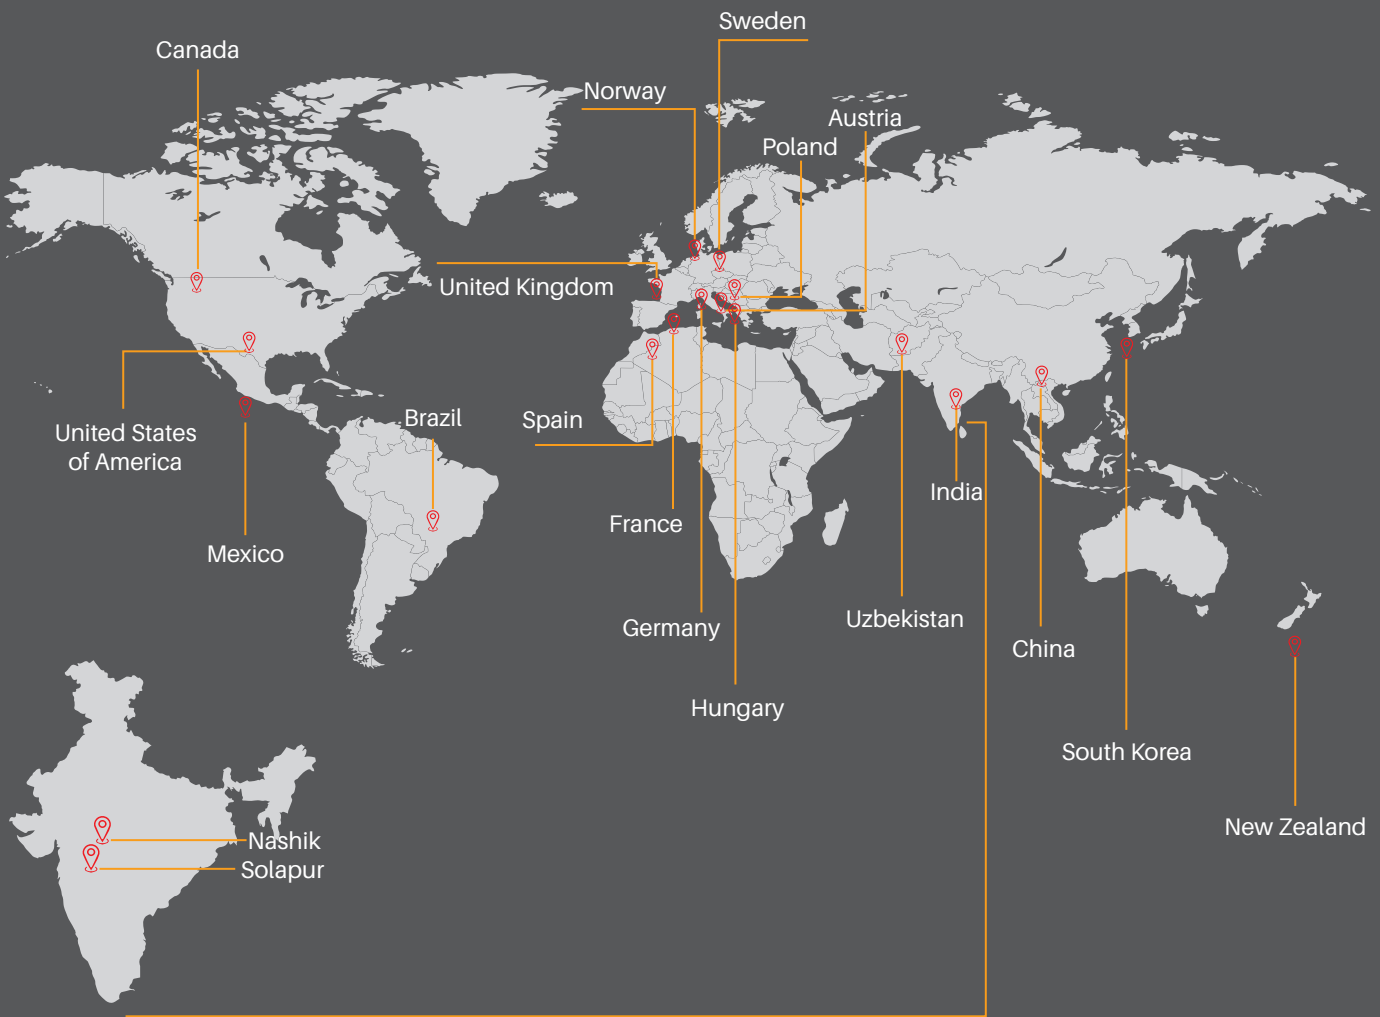 Sweden
Canada
Norway
Austria
Poland
United Kingdom
Brazil
Spain
United States
of America
India
France
Mexico
Uzbekistan
Germany
China
Hungary
South Korea
New Zealand
Nashik
Solapur